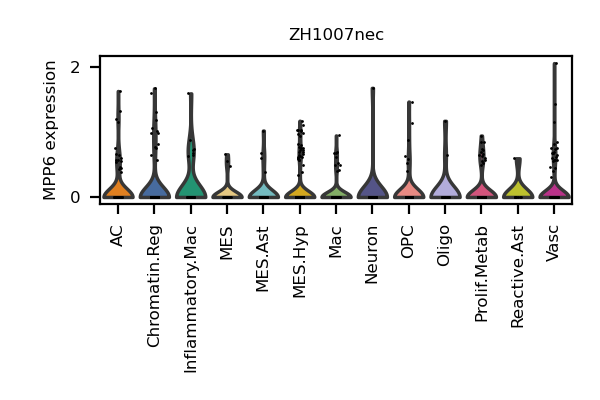 ZH1007nec
MPP6 expression
2
0
AC
Chromatin.Reg
Inflammatory.Mac
MES
MES.Ast
MES.Hyp
Mac
Neuron
OPC
Oligo
Prolif.Metab
Reactive.Ast
Vasc